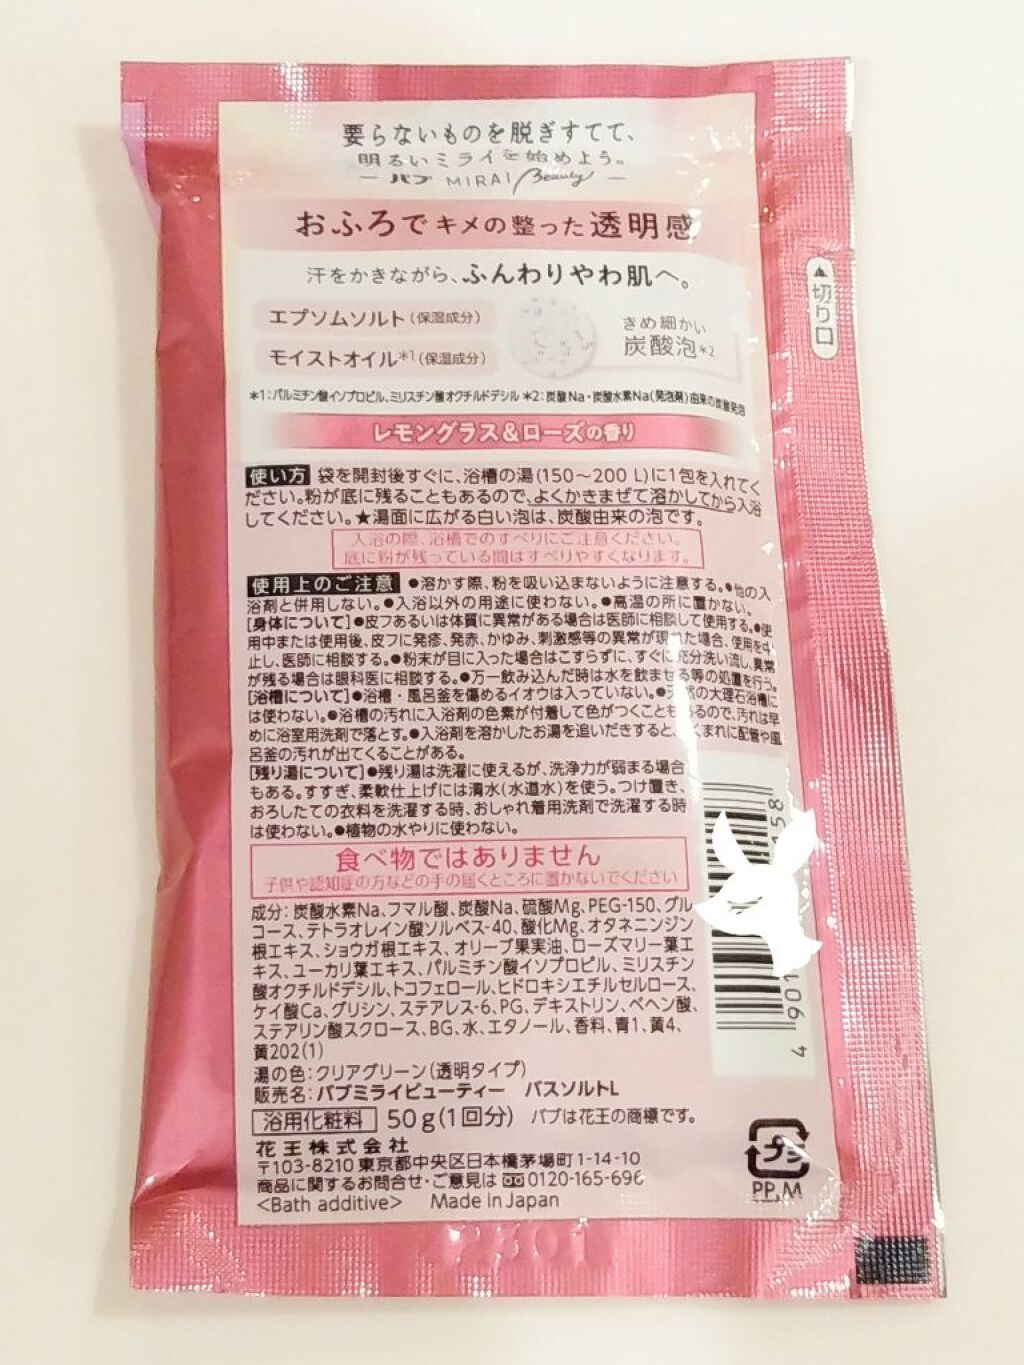 要らないものを脱ぎすてて、
明るいミライを始めよう。
バブ MIRAI Beauty
おふろでキメの整った透明感
汗をかきながら、ふんわりやわ肌へ。
エプソムソルト(保湿成分)
モイストオイル*1(保湿成分)
きめ細かい
炭酸泡*2
*1:パルミチン酸イソプロピル、ミリスチン酸オクチルドデシル *2:炭酸Na・炭酸水素Na(発泡剤)由来の炭酸発泡
レモングラス&ローズの香り
▲切り口
使い方 袋を開封後すぐに、浴槽の湯(150〜200 L)に1包を入れてく
ださい。粉が底に残ることもあるので、よくかきまぜて溶かしてから入浴
してください。★湯面に広がる白い泡は、炭酸由来の泡です。
入浴の際、浴槽でのすべりにご注意ください。
底に粉が残っている間はすべりやすくなります。
使用上のご注意 ●溶かす際、粉を吸い込まないように注意する。●他の入
浴剤と併用しない。●入浴以外の用途に使わない。●高温の所に置かない。
[身体について]●皮フあるいは体質に異常がある場合は医師に相談して使用する。●使
用中または使用後、皮フに発疹、発赤、かゆみ、刺激感等の異常が現れた場合、使用を中
止し、医師に相談する。●粉末が目に入った場合はこすらずに、すぐに充分洗い流し、異常
が残る場合は眼科医に相談する。●万一飲み込んだ時は水を飲ませる等の処置を行う。
[浴槽について]●浴槽・風呂釜を傷めるイオウは入っていない。●天然の大理石浴槽に
は使わない。●浴槽の汚れに入浴剤の色素が付着して色がつくこともあるので、汚れは早
めに浴室用洗剤で落とす。●入浴剤を溶かしたお湯を追いだきすると、くまれに配管や風
呂釜の汚れが出てくることがある。
[残り湯について]●残り湯は洗濯に使えるが、洗浄力が弱まる場合
もある。すすぎ、柔軟仕上げには清水(水道水)を使う。つけ置き、
おろしたての衣料を洗濯する時、おしゃれ着用洗剤で洗濯する時
は使わない。●植物の水やりに使わない。
食べ物ではありません
子供や認知症の方などの手の届くところに置かないでください
成分:炭酸水素Na、フマル酸、炭酸Na、硫酸Mg、PEG-150、グル
コース、テトラオレイン酸ソルベス-40、酸化Mg、オタネニンジン
根エキス、ショウガ根エキス、オリーブ果実油、ローズマリー葉エ
キス、ユーカリ葉エキス、パルミチン酸イソプロピル、ミリスチン
酸オクチルドデシル、トコフェロール、ヒドロキシエチルセルロース、
ケイ酸Ca、グリシン、ステアレス-6、PG、デキストリン、ベヘン酸、
ステアリン酸スクロース、BG、水、エタノール、香料、青1、黄4、
黄202(1)
湯の色:クリアグリーン(透明タイプ)
販売名:バブミライビューティー バスソルトL
浴用化粧料 50g(1回分) バブは花王の商標です。
花王株式会社
〒103-8210 東京都中央区日本橋茅場町1-14-10
商品に関するお問合せ・ご意見は 0120-165-696
<Bath additive> Made in Japan
プラ
PP,M
4 901
58